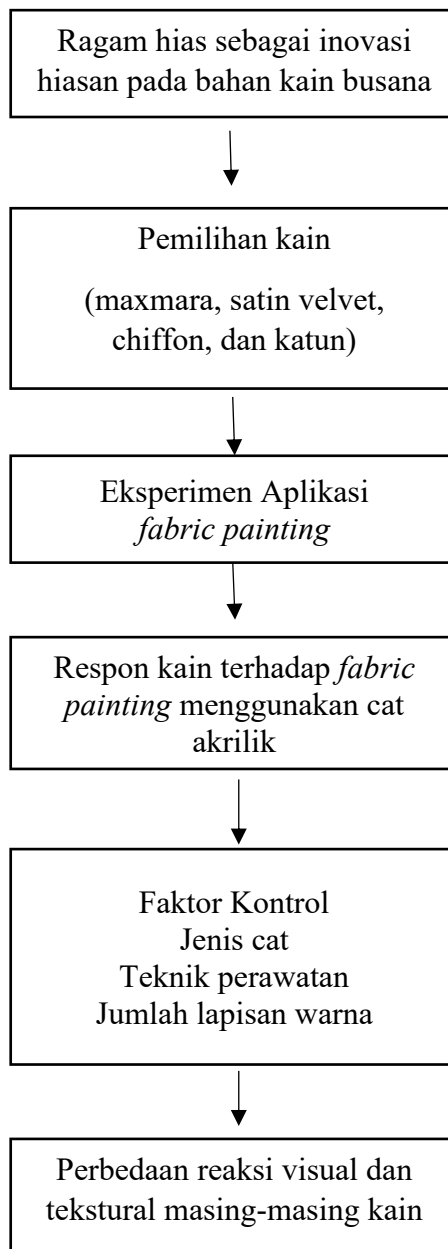 Ragam hias sebagai inovasi
hiasan pada bahan kain busana
Pemilihan kain
(maxmara, satin velvet,
chiffon, dan katun)
Eksperimen Aplikasi
fabric painting
Respon kain terhadap fabric
painting menggunakan cat
akrilik
Faktor Kontrol
Jenis cat
Teknik perawatan
Jumlah lapisan warna
Perbedaan reaksi visual dan
tekstural masing-masing kain